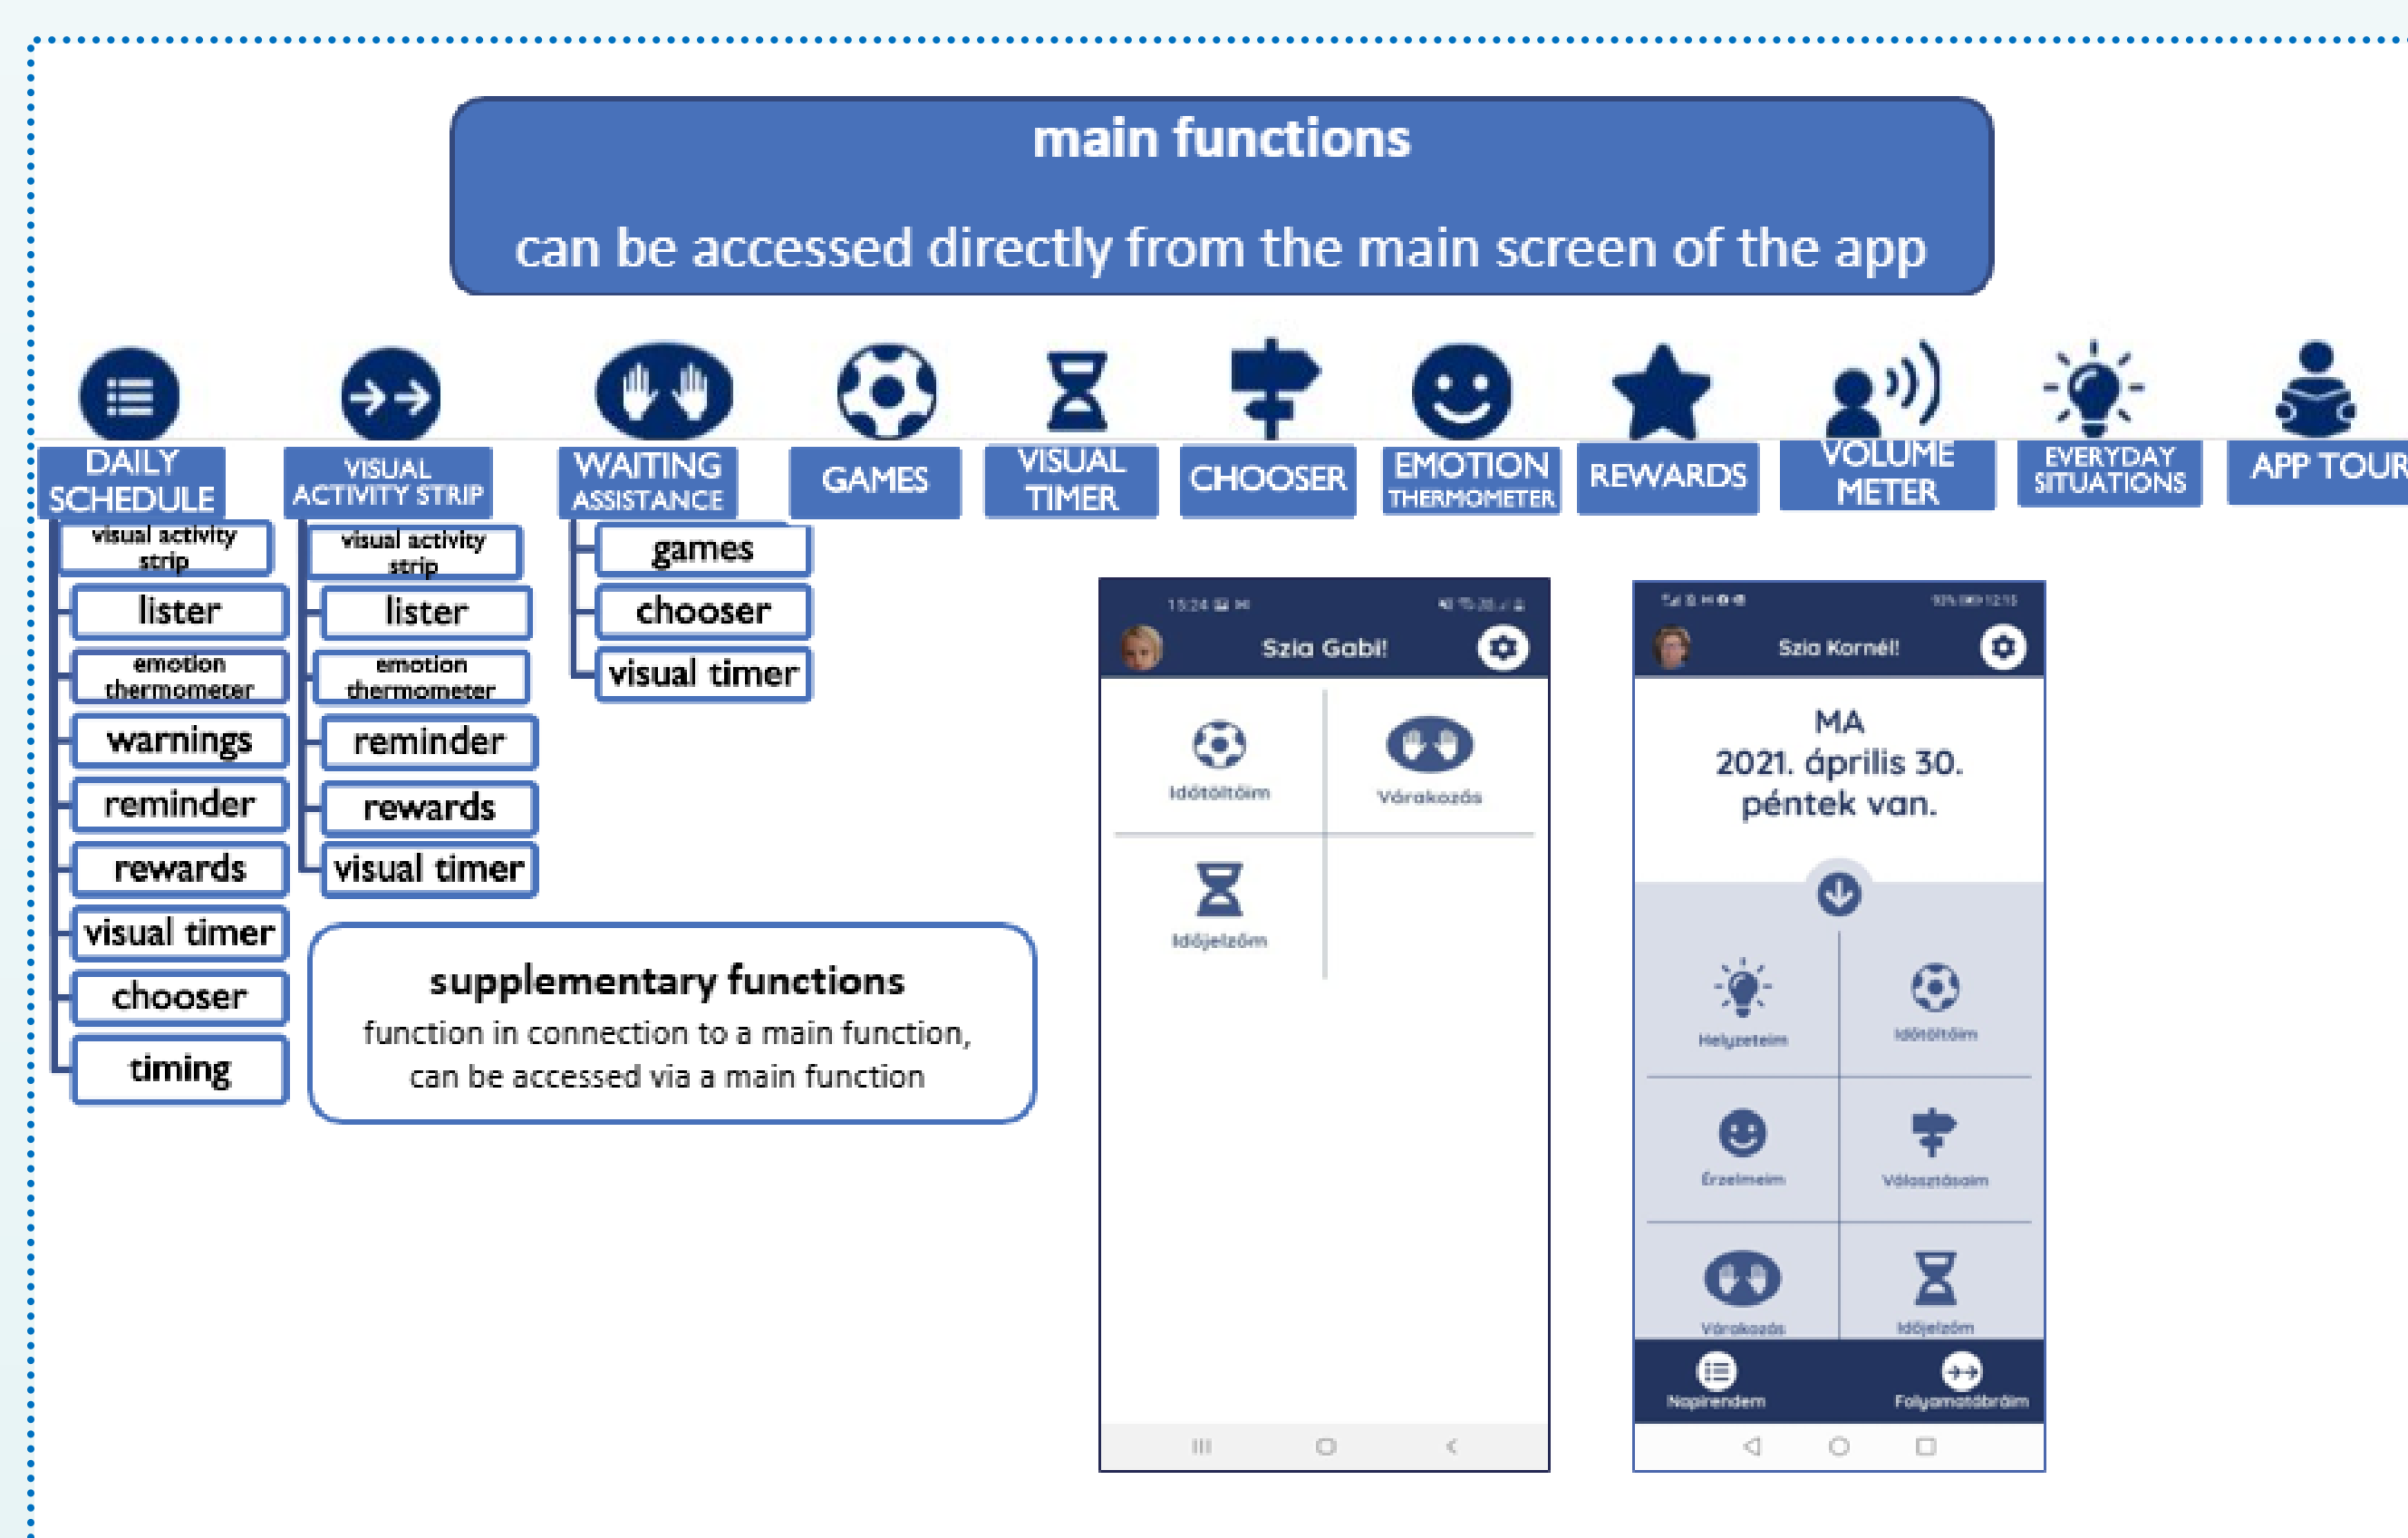 main functions
can be accessed directly from the main screen of the app
DAILY
SCHEDULE
VISUAL
ACTIVITY STRIP
WAITING
ASSISTANCE
GAMES
VISUAL
TIMER
CHOOSER
EMOTION
THERMOMETER
REWARDS
VOLUME
METER
EVERYDAY
SITUATIONS
APP TOUR
visual activity
strip
lister
emotion
thermometer
warnings
reminder
rewards
visual timer
chooser
timing
visual activity
strip
lister
emotion
thermometer
reminder
rewards
visual timer
games
chooser
visual timer
supplementary functions
function in connection to a main function,
can be accessed via a main function
15:24
Szia Gabi!
Időtöltőim
Várakozás
Időjelzőm
12:15
Szia Kornél!
MA
2021. április 30.
péntek van.
Helyzeteim
Időtöltőim
Érzelmeim
Választásaim
Várakozás
Időjelzőm
Napirendem
Folyamatábráim